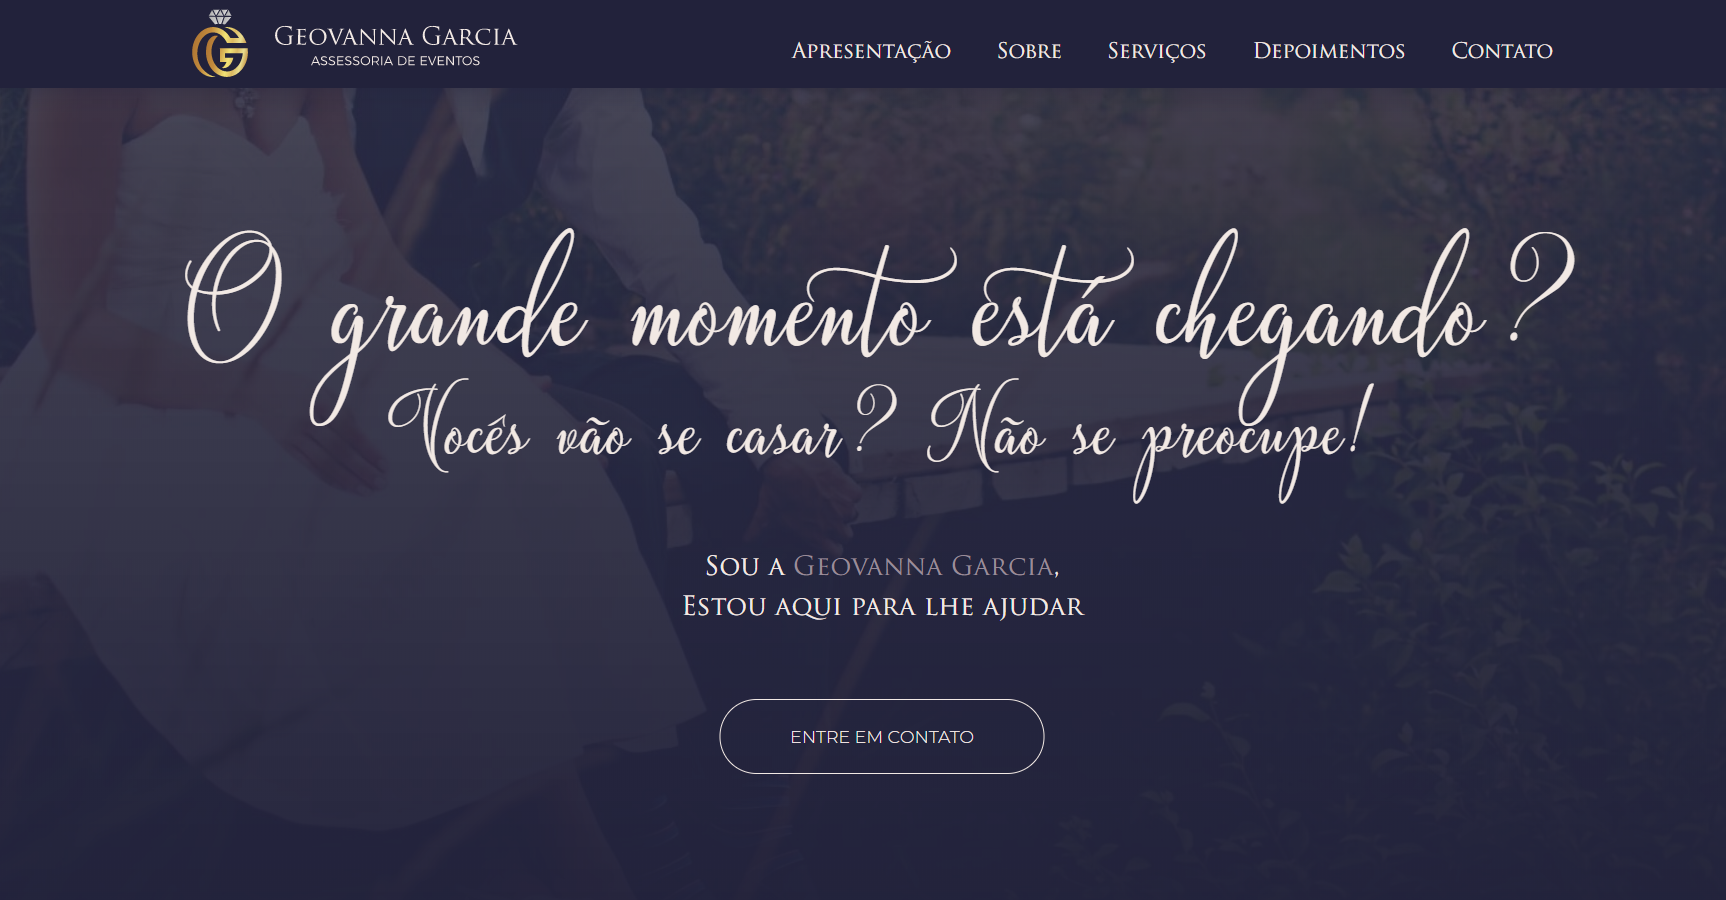 GEOVANNA GARCIA
ASSESSORIA DE EVENTOS
APRESENTAÇÃO SOBRE SERVIÇOS DEPOIMENTOS CONTATO
O grande momento está chegando?
Vocês vão se casar? Não se preocupe!
SOU A GEOVANNA GARCIA,
ESTOU AQUI PARA LHE AJUDAR
ENTRE EM CONTATO